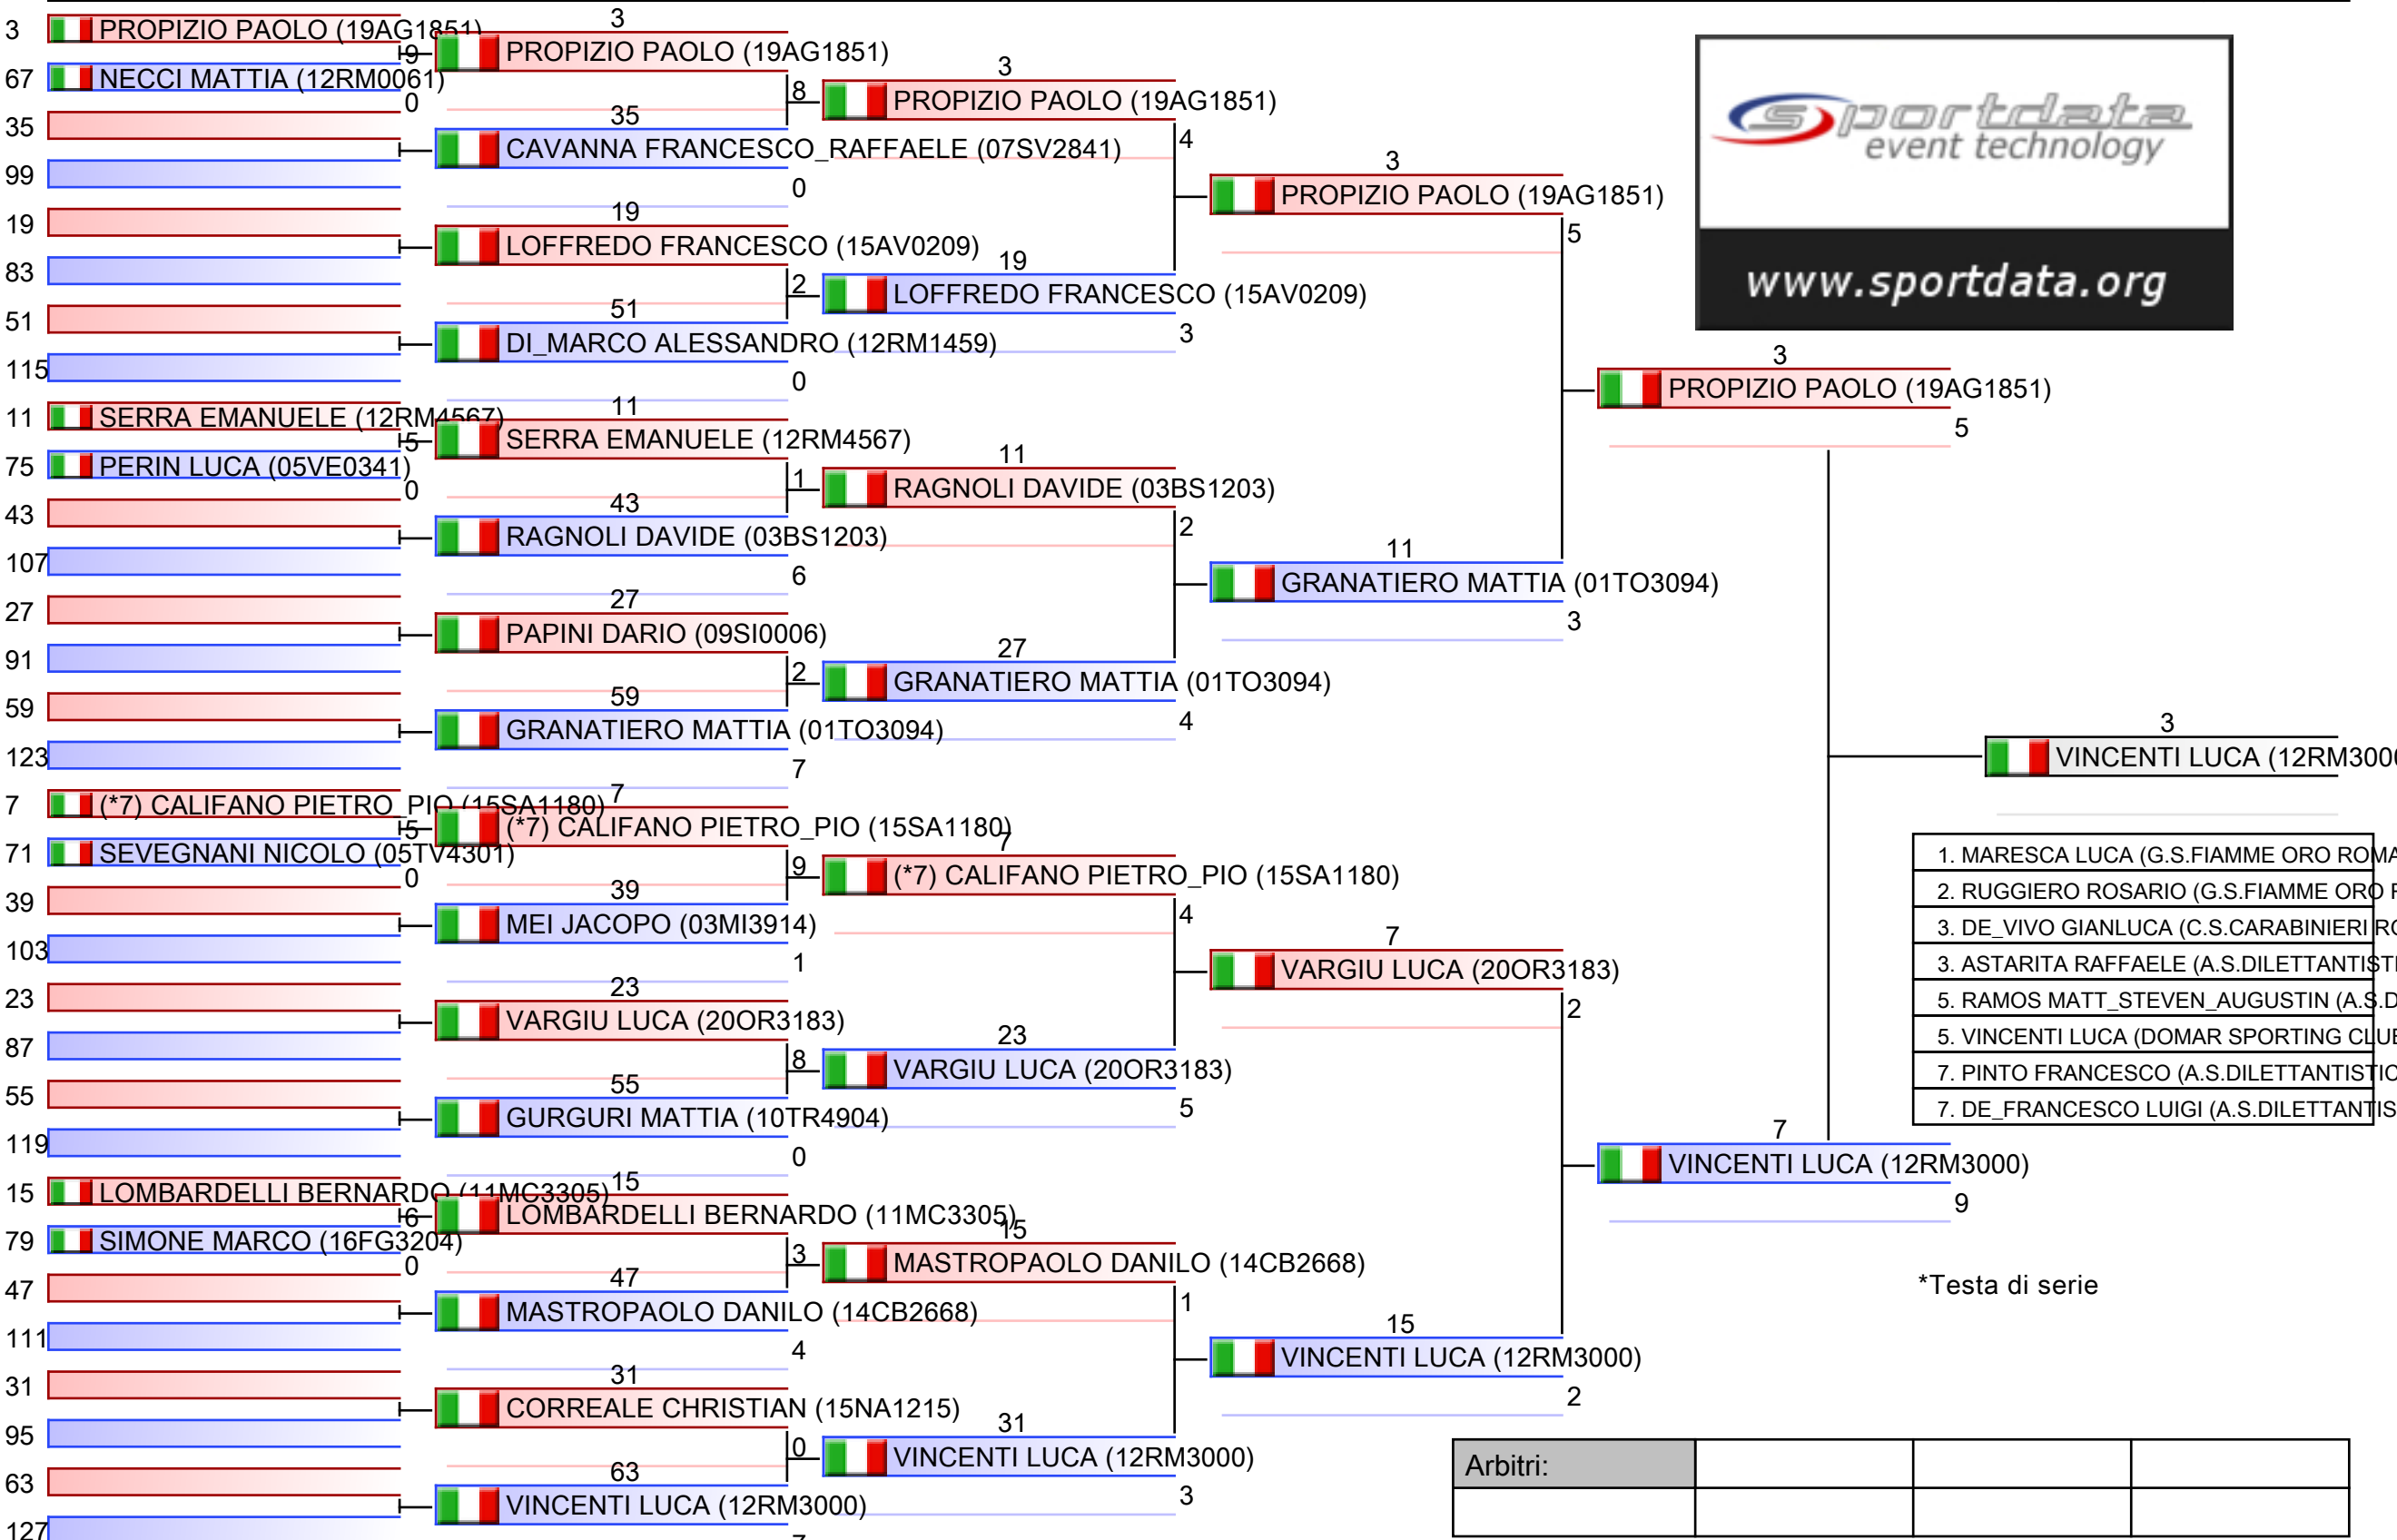 3 PROPIZIO PAOLO (19AG1851)
9
67 NECCI MATTIA (12RM0061)
0
35
99
19
83
51
115
11 SERRA EMANUELE (12RM4567)
5
75 PERIN LUCA (05VE0341)
0
43
107
27
91
59
123
7 (*7) CALIFANO PIETRO_PIO (15SA1180)
5
71 SEVEGNANI NICOLO (05TV4301)
0
39
103
23
87
55
119
15 LOMBARDELLI BERNARDO (11MC3305)
6
79 SIMONE MARCO (16FG3204)
0
47
111
31
95
63
127
3
PROPIZIO PAOLO (19AG1851)
8
35
CAVANNA FRANCESCO_RAFFAELE (07SV2841)
0
19
LOFFREDO FRANCESCO (15AV0209)
2
51
DI_MARCO ALESSANDRO (12RM1459)
0
11
SERRA EMANUELE (12RM4567)
1
43
RAGNOLI DAVIDE (03BS1203)
6
27
PAPINI DARIO (09SI0006)
2
59
GRANATIERO MATTIA (01TO3094)
7
7
(*7) CALIFANO PIETRO_PIO (15SA1180)
9
39
MEI JACOPO (03MI3914)
1
23
VARGIU LUCA (20OR3183)
8
55
GURGURI MATTIA (10TR4904)
0
15
LOMBARDELLI BERNARDO (11MC3305)
3
47
MASTROPAOLO DANILO (14CB2668)
4
31
CORREALE CHRISTIAN (15NA1215)
0
63
VINCENTI LUCA (12RM3000)
3
PROPIZIO PAOLO (19AG1851)
4
19
LOFFREDO FRANCESCO (15AV0209)
3
11
RAGNOLI DAVIDE (03BS1203)
2
27
GRANATIERO MATTIA (01TO3094)
4
7
(*7) CALIFANO PIETRO_PIO (15SA1180)
4
23
VARGIU LUCA (20OR3183)
5
15
MASTROPAOLO DANILO (14CB2668)
1
31
VINCENTI LUCA (12RM3000)
3
3
PROPIZIO PAOLO (19AG1851)
5
11
GRANATIERO MATTIA (01TO3094)
3
7
VARGIU LUCA (20OR3183)
2
15
VINCENTI LUCA (12RM3000)
2
sportdata
event technology
www.sportdata.org
3
PROPIZIO PAOLO (19AG1851)
5
7
VINCENTI LUCA (12RM3000)
9
3
VINCENTI LUCA (12RM300
1. MARESCA LUCA (G.S.FIAMME ORO ROMA
2. RUGGIERO ROSARIO (G.S.FIAMME ORO
3. DE_VIVO GIANLUCA (C.S.CARABINIERI RO
3. ASTARITA RAFFAELE (A.S.DILETTANTIST
5. RAMOS MATT_STEVEN_AUGUSTIN (A.S.D
5. VINCENTI LUCA (DOMAR SPORTING CLU
7. PINTO FRANCESCO (A.S.DILETTANTISTIC
7. DE_FRANCESCO LUIGI (A.S.DILETTANTIS
*Testa di serie
Arbitri: